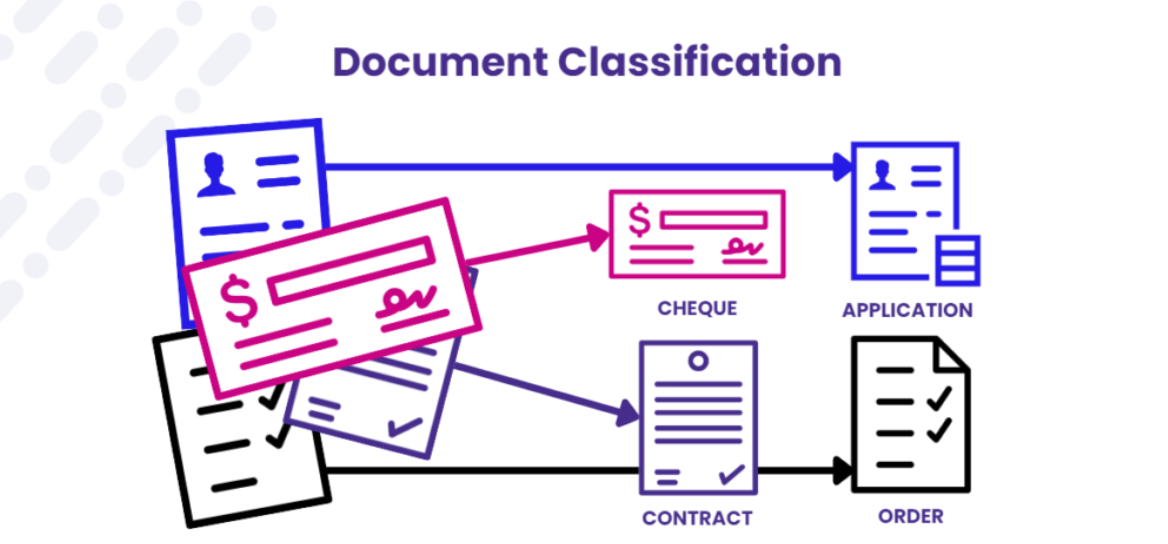 Document Classification
$
$
CHEQUE
APPLICATION
CONTRACT
ORDER